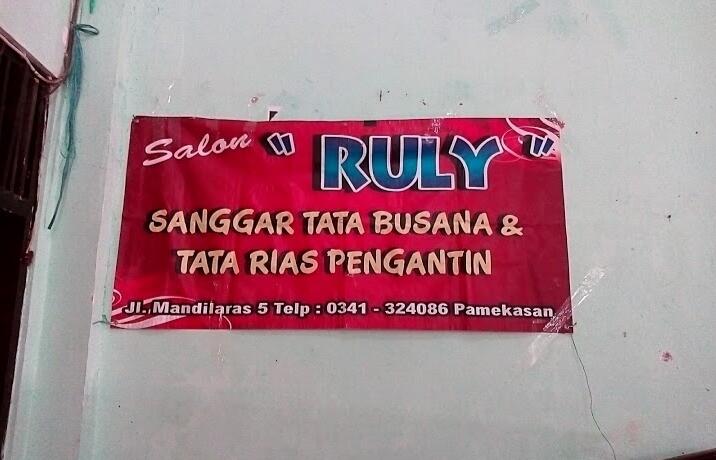 Salon " RULY "
SANGGAR TATA BUSANA &
TATA RIAS PENGANTIN
Jl. Mandilaras 5 Telp : 0341 - 324086 Pamekasan